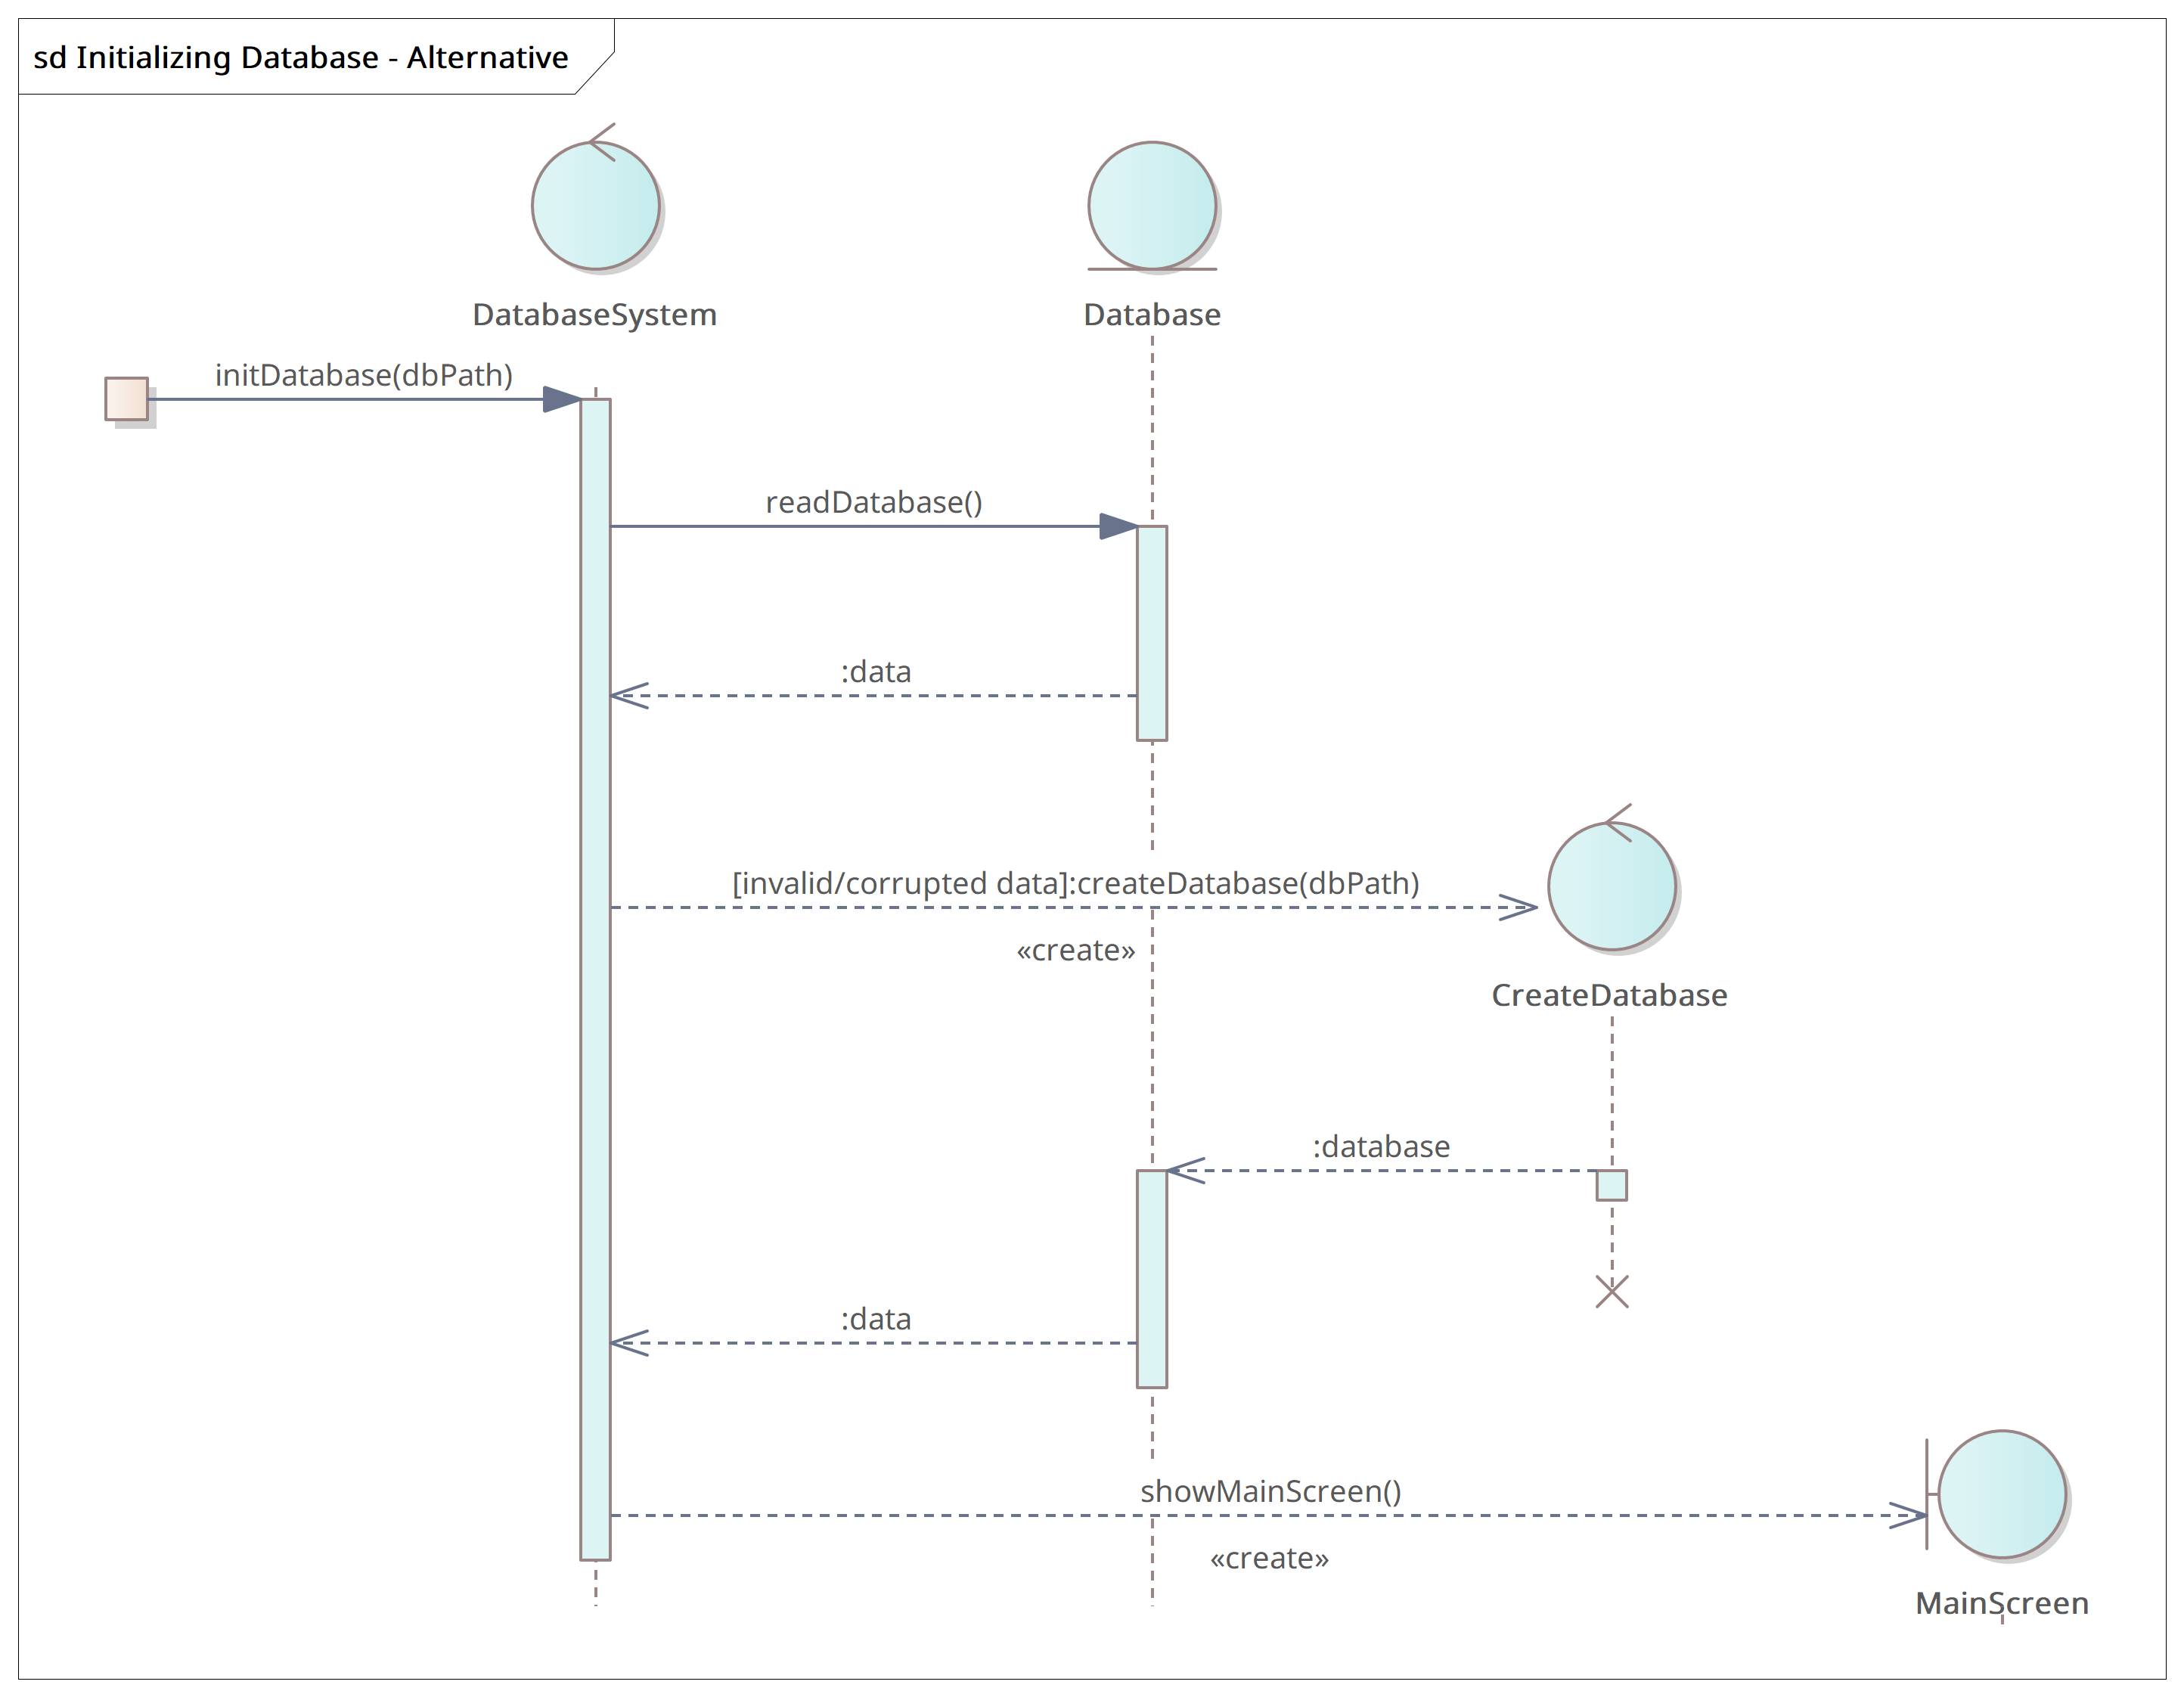 sd Initializing Database - Alternative
DatabaseSystem
Database
initDatabase(dbPath)
readDatabase()
:data
[invalid/corrupted data]:createDatabase(dbPath)
«create»
CreateDatabase
:database
:data
showMainScreen()
«create»
MainScreen